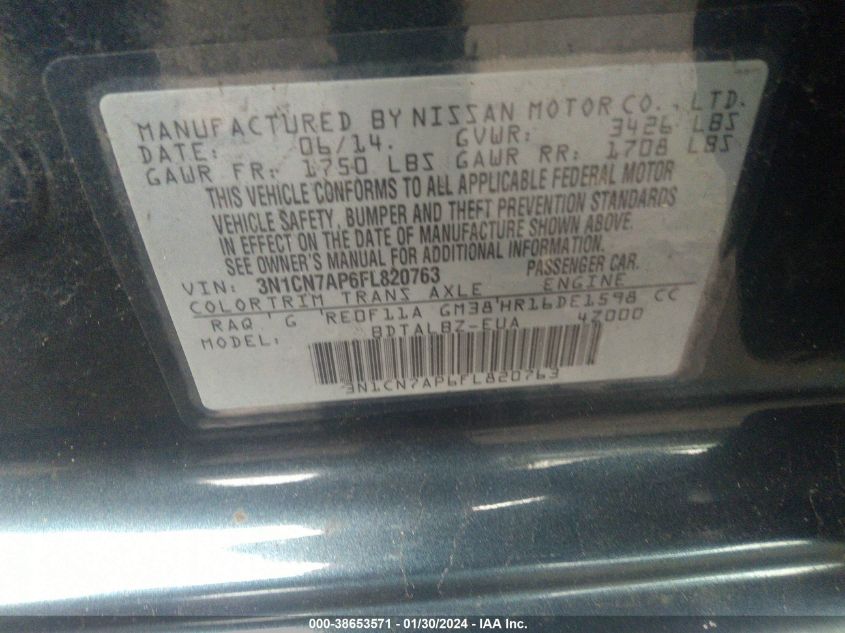 MANUFACTURED BY NISSAN MOTOR CO., LTD.
DATE: 06/14. GVWR: 3426 LBS
GAWR FR: 1750 LBS GAWR RR: 1708 LBS
THIS VEHICLE CONFORMS TO ALL APPLICABLE FEDERAL MOTOR
VEHICLE SAFETY, BUMPER AND THEFT PREVENTION STANDARDS
IN EFFECT ON THE DATE OF MANUFACTURE SHOWN ABOVE.
SEE OWNER'S MANUAL FOR ADDITIONAL INFORMATION.
VIN: 3N1CN7AP6FL820763 PASSENGER CAR.
COLOR TRIM TRANS AXLE ENGINE
RAQ ' G 'RE0F11A GM38'HR16DE1598 CC
MODEL: BDTALBZ-EUA 4Z000
3N1CN7AP6FL820763
000-38653571 - 01/30/2024 - IAA Inc.